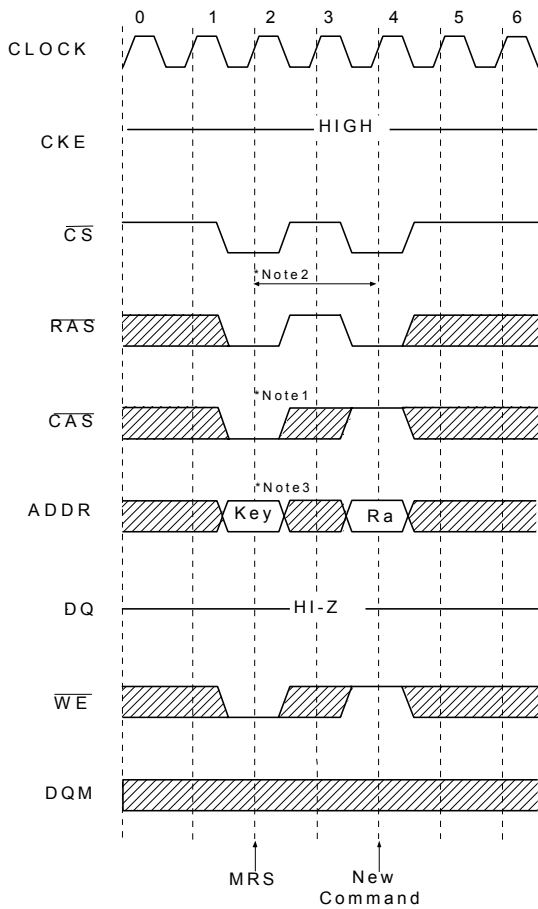 0 1 2 3 4 5 6
CLOCK
HIGH
CKE
CS
*Note2
RAS
*Note1
CAS
*Note3
ADDR
Key
Ra
DQ
HI-Z
WE
DQM
MRS
New
Command